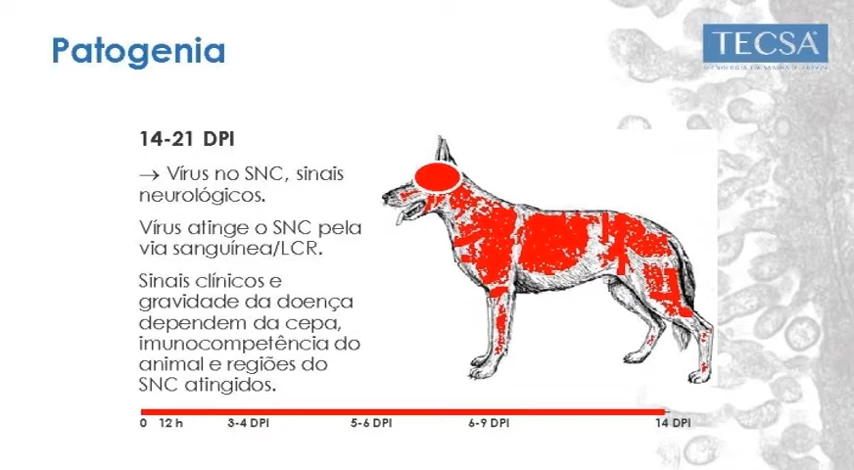 Patogenia
TECSA
14-21 DPI
→ Vírus no SNC, sinais
neurológicos.
Vírus atinge o SNC pela
via sanguínea/LCR.
Sinais clínicos e
gravidade da doença
dependem da cepa,
imunocompetência do
animal e regiões do
SNC atingidos.
0 12 h 3-4 DPI 5-6 DPI 6-9 DPI 14 DPI